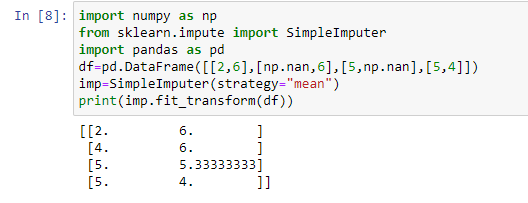 In [8]: import numpy as np
from sklearn.impute import SimpleImputer
import pandas as pd
df=pd.DataFrame([[2,6],[np.nan,6],[5,np.nan],[5,4]])
imp=SimpleImputer(strategy="mean")
print(imp.fit_transform(df))
[[2.         6.        ]
 [4.         6.        ]
 [5.         5.33333333]
 [5.         4.        ]]